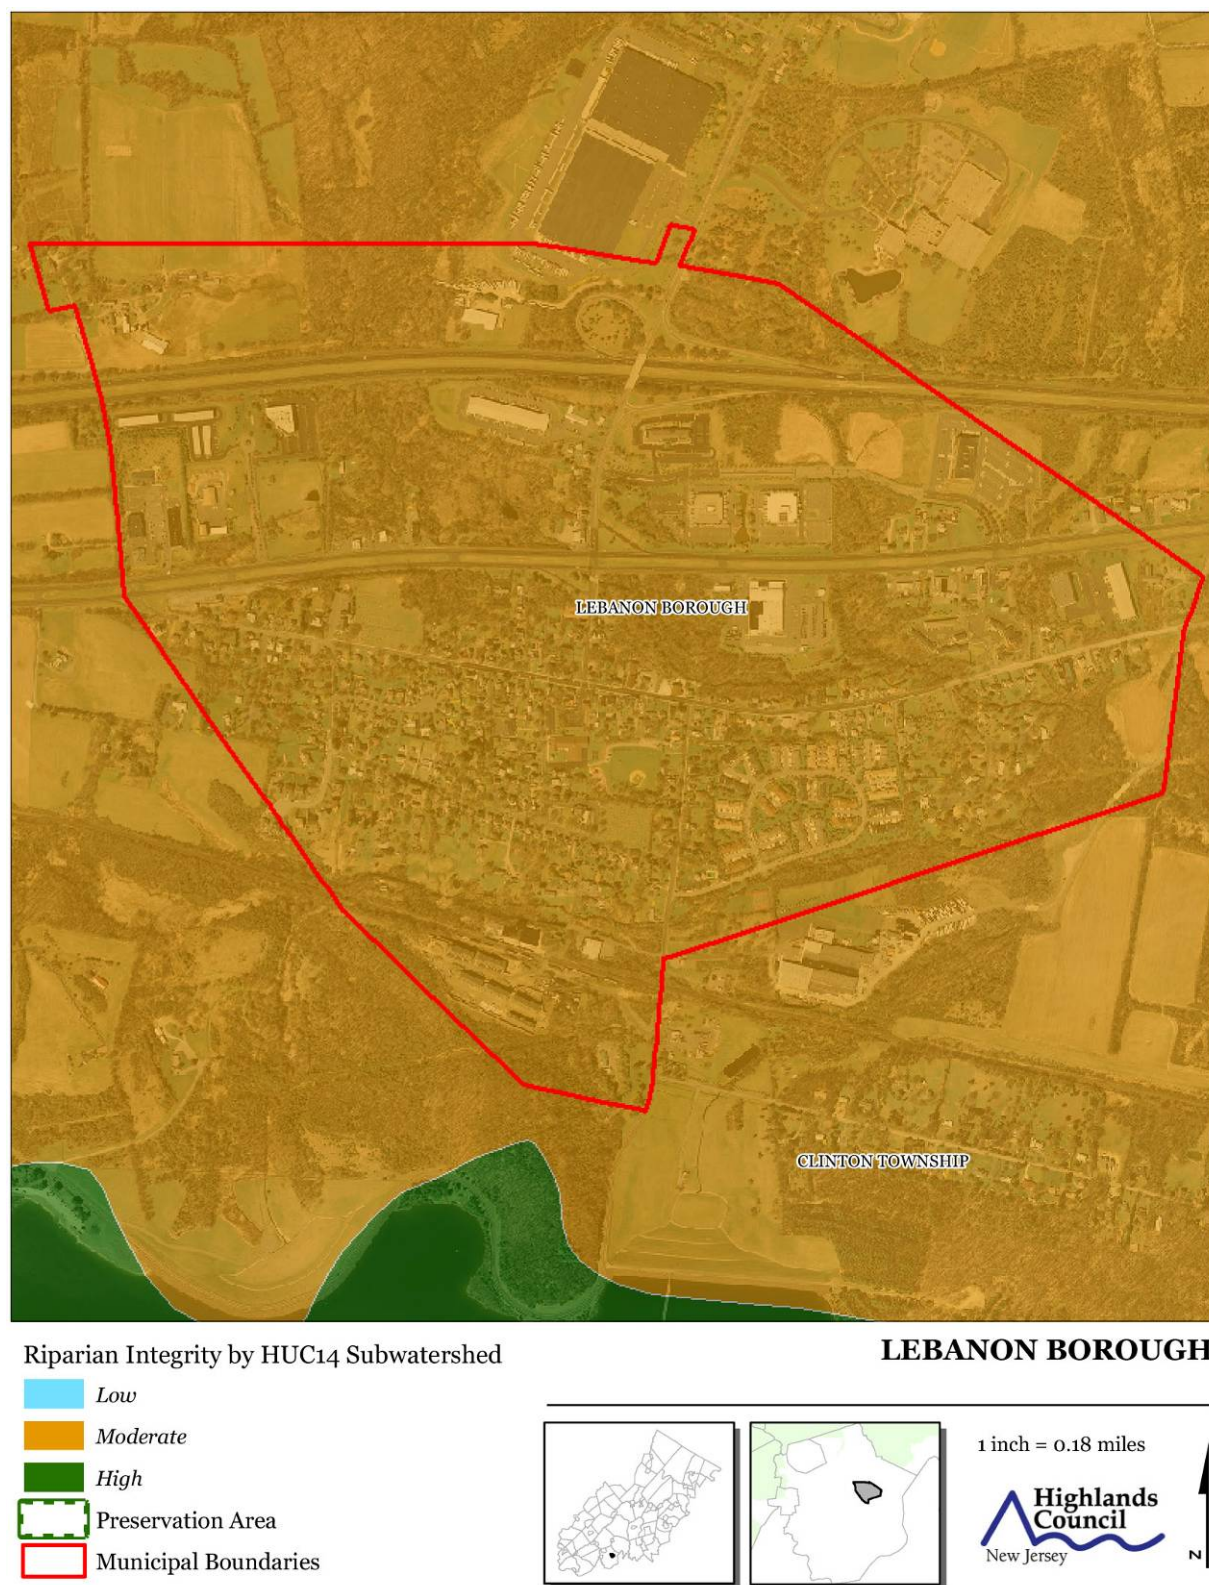 LEBANON BOROUGH
CLINTON TOWNSHIP
Riparian Integrity by HUC14 Subwatershed
Low
Moderate
High
Preservation Area
Municipal Boundaries
LEBANON BOROUGH
1 inch = 0.18 miles
Highlands
Council
New Jersey
N